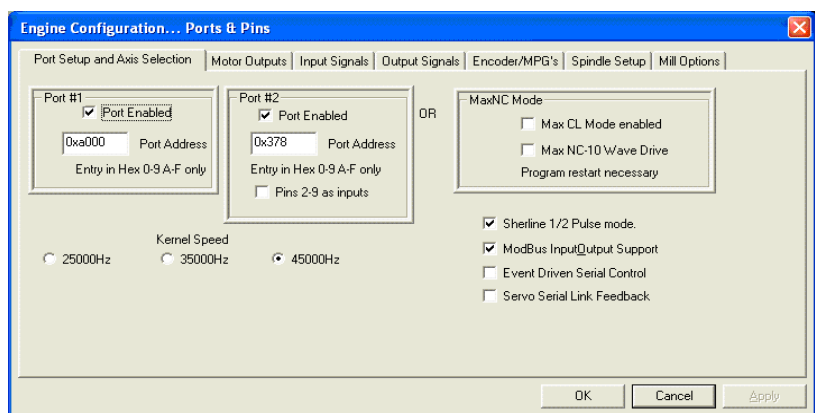 Engine Configuration... Ports & Pins
Port Setup and Axis Selection
Motor Outputs
Input Signals
Output Signals
Encoder/MPG's
Spindle Setup
Mill Options
Port #1
Port Enabled
0xa000 Port Address
Entry in Hex 0-9 A-F only
Port #2
Port Enabled
0x378 Port Address
Entry in Hex 0-9 A-F only
Pins 2-9 as inputs
OR
MaxNC Mode
Max CL Mode enabled
Max NC-10 Wave Drive
Program restart necessary
Kernel Speed
25000Hz 35000Hz 45000Hz
Sherline 1/2 Pulse mode.
ModBus InputOutput Support
Event Driven Serial Control
Servo Serial Link Feedback
OK Cancel Apply